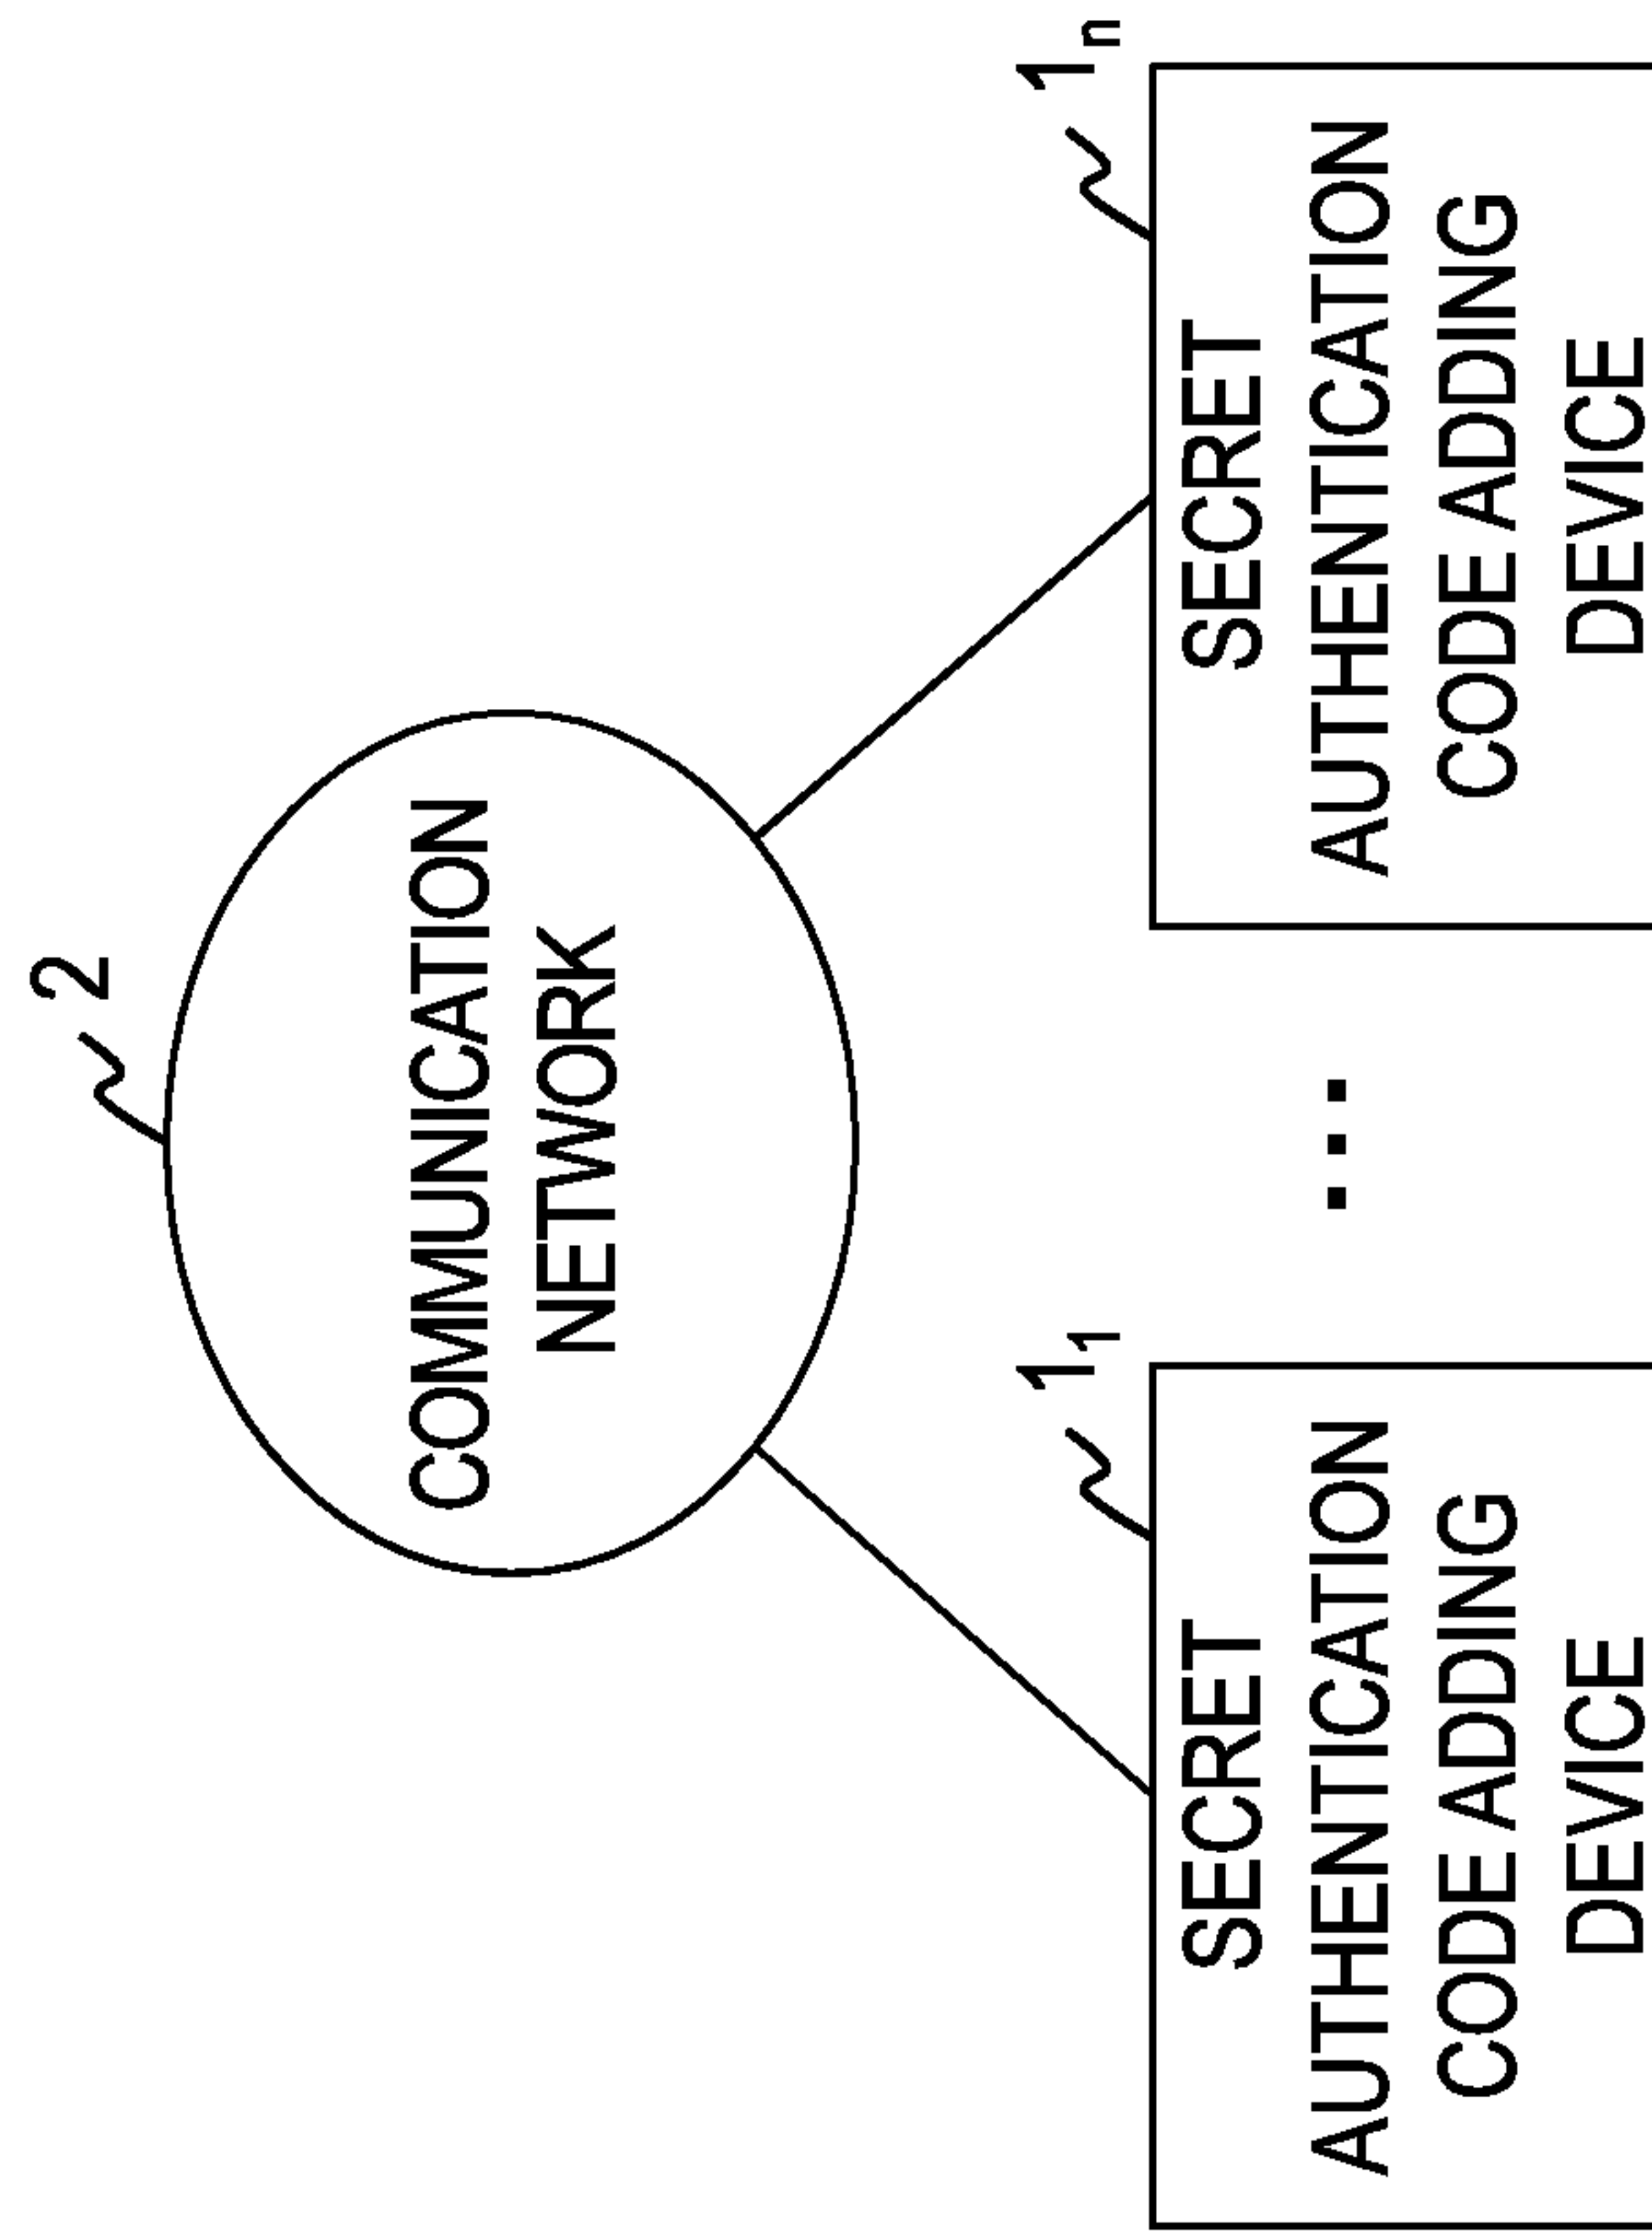 2
COMMUNICATION
NETWORK
1₁
SECRET
AUTHENTICATION
CODE ADDING
DEVICE
...
1ₙ
SECRET
AUTHENTICATION
CODE ADDING
DEVICE